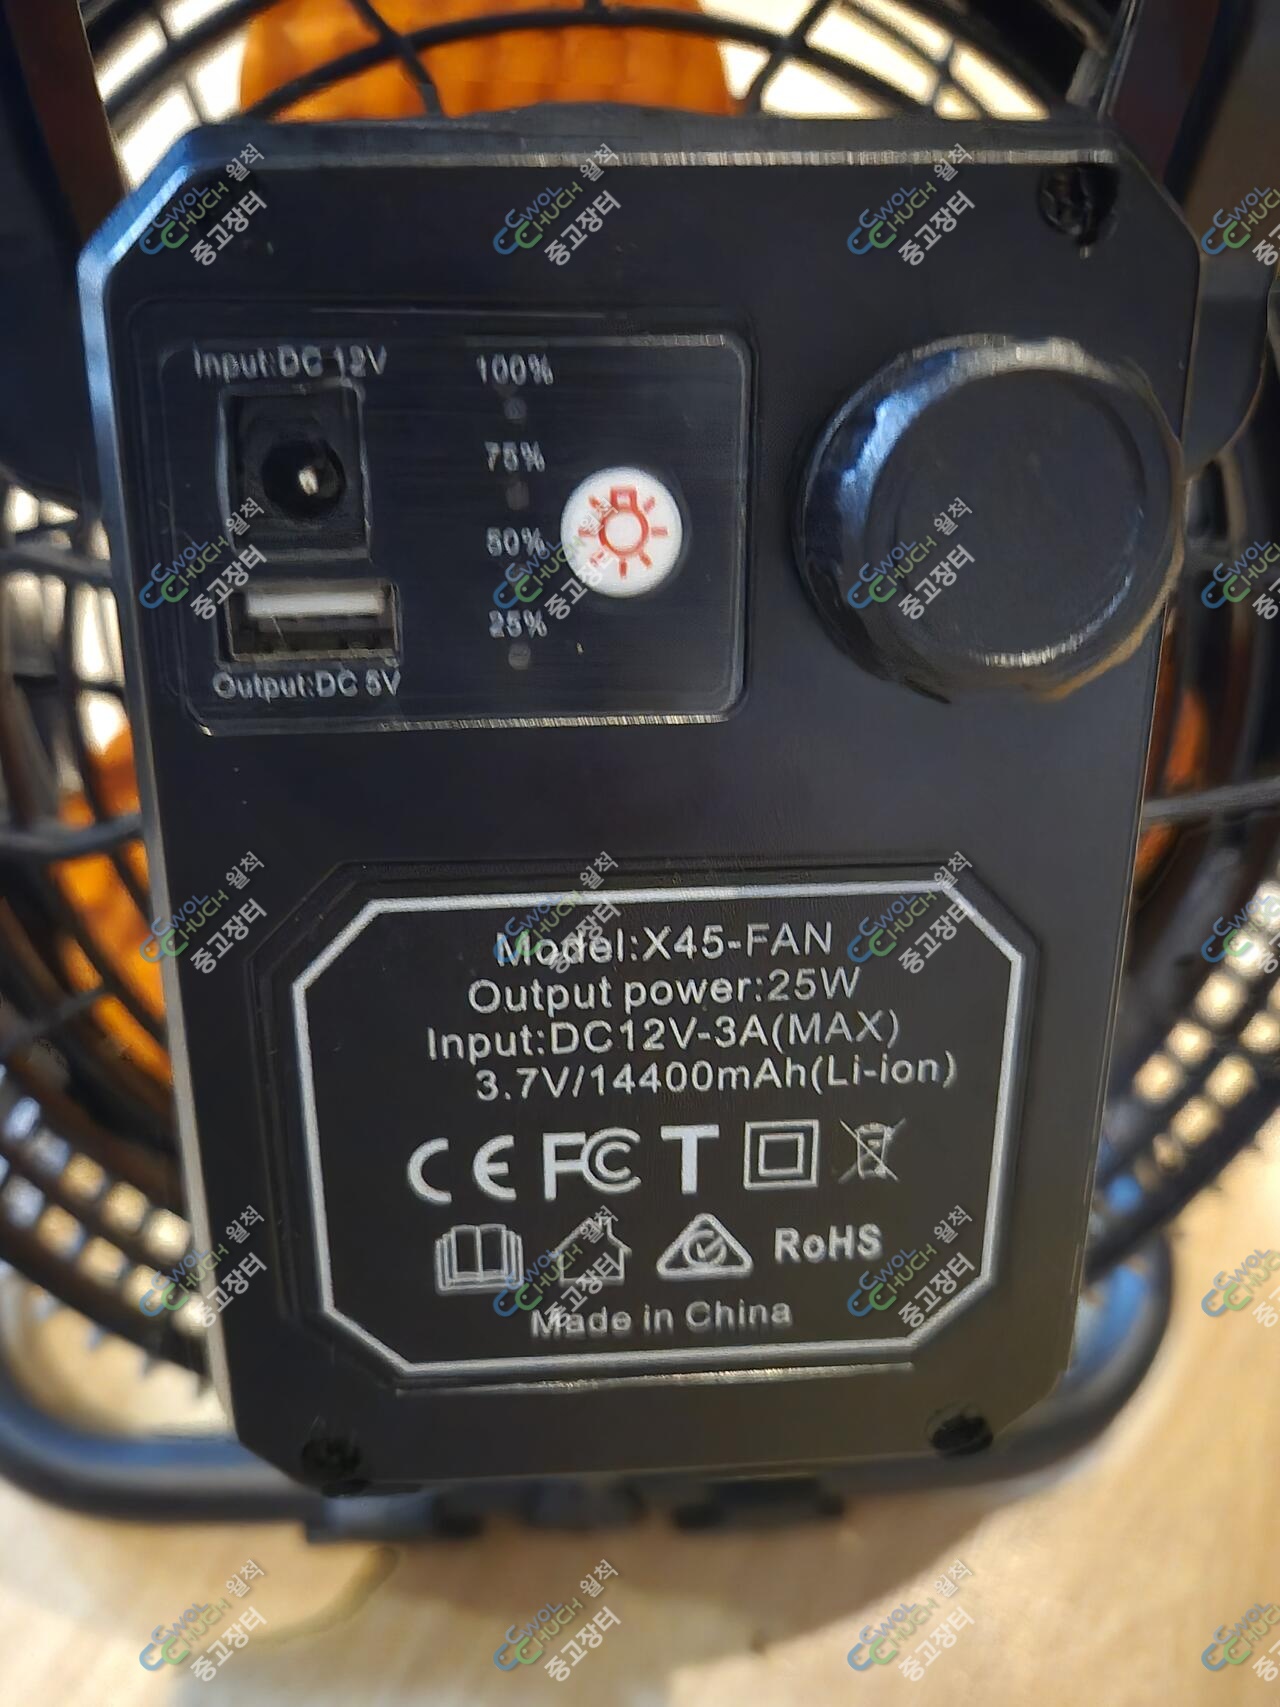 Input:DC 12V
100%
75%
50%
25%
Output:DC 5V
Model:X45-FAN
Output power:25W
Input:DC12V-3A(MAX)
3.7V/14400mAh(Li-ion)
CE FC T
RoHS
Made in China
CWOL CHUCH 월척 중고장터